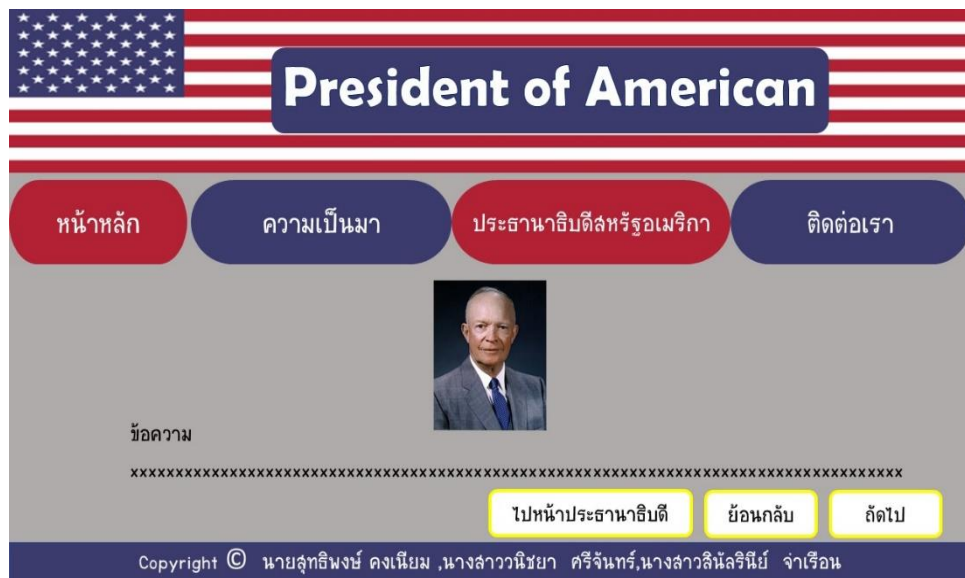 President of American
หน้าหลัก ความเป็นมา ประธานาธิบดีสหรัฐอเมริกา ติดต่อเรา
ข้อความ
xxxxxxxxxxxxxxxxxxxxxxxxxxxxxxxxxxxxxxxxxxxxxxxxxxxxxxxxxxxxxxxxxxxxxxxxxxxxxxxxxxxxxx
ไปหน้าประธานาธิบดี ย้อนกลับ ถัดไป
Copyright © นายสุทธิพงษ์ คงเนียม ,นางสาววนิชยา ศรีจันทร์,นางสาวลินัลรินีย์ จ่าเรือน